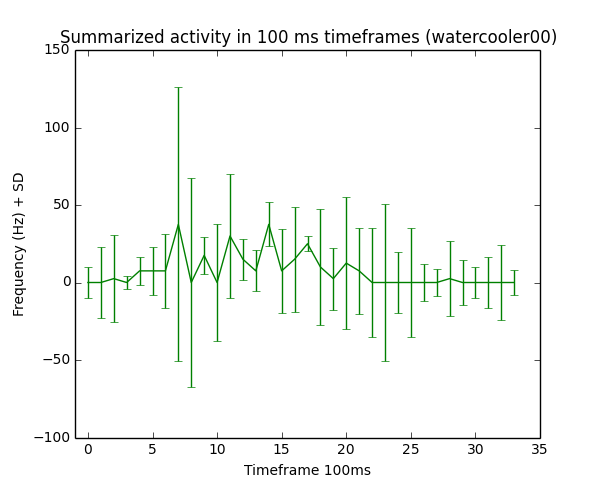 Summarized activity in 100 ms timeframes (watercooler00)
150
100
50
0
−50
−100
Frequency (Hz) + SD
0 5 10 15 20 25 30 35
Timeframe 100ms